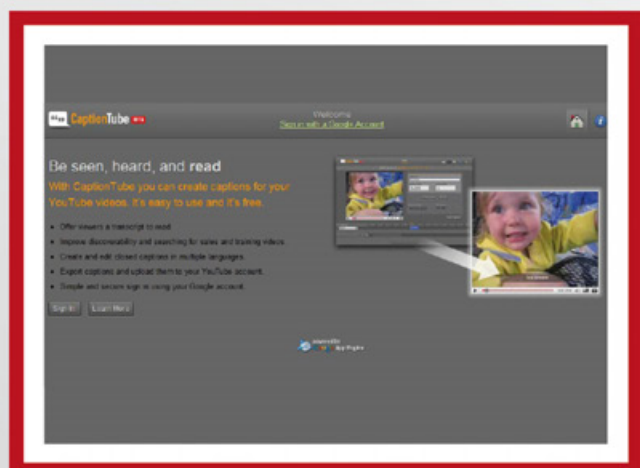 CaptionTube
Welcome
Sign in with a Google Account
Be seen, heard, and read
With CaptionTube you can create captions for your
YouTube videos. It's easy to use and it's free.
Offer viewers a transcript to read.
Improve discoverability and searching for sales and training videos.
Create and edit closed captions in multiple languages.
Export captions and upload them to your YouTube account.
Simple and secure sign in using your Google account.
Sign In
Learn More
App Engine